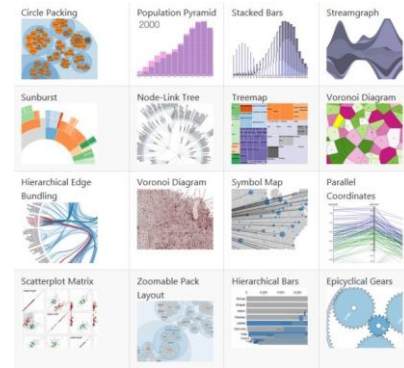 Circle Packing
Population Pyramid
Stacked Bars
Streamgraph
2000
Sunburst
Node-Link Tree
Treemap
Voronoi Diagram
Hierarchical Edge
Bundling
Voronoi Diagram
Symbol Map
Parallel
Coordinates
Scatterplot Matrix
Zoomable Pack
Layout
Hierarchical Bars
Epicyclical Gears